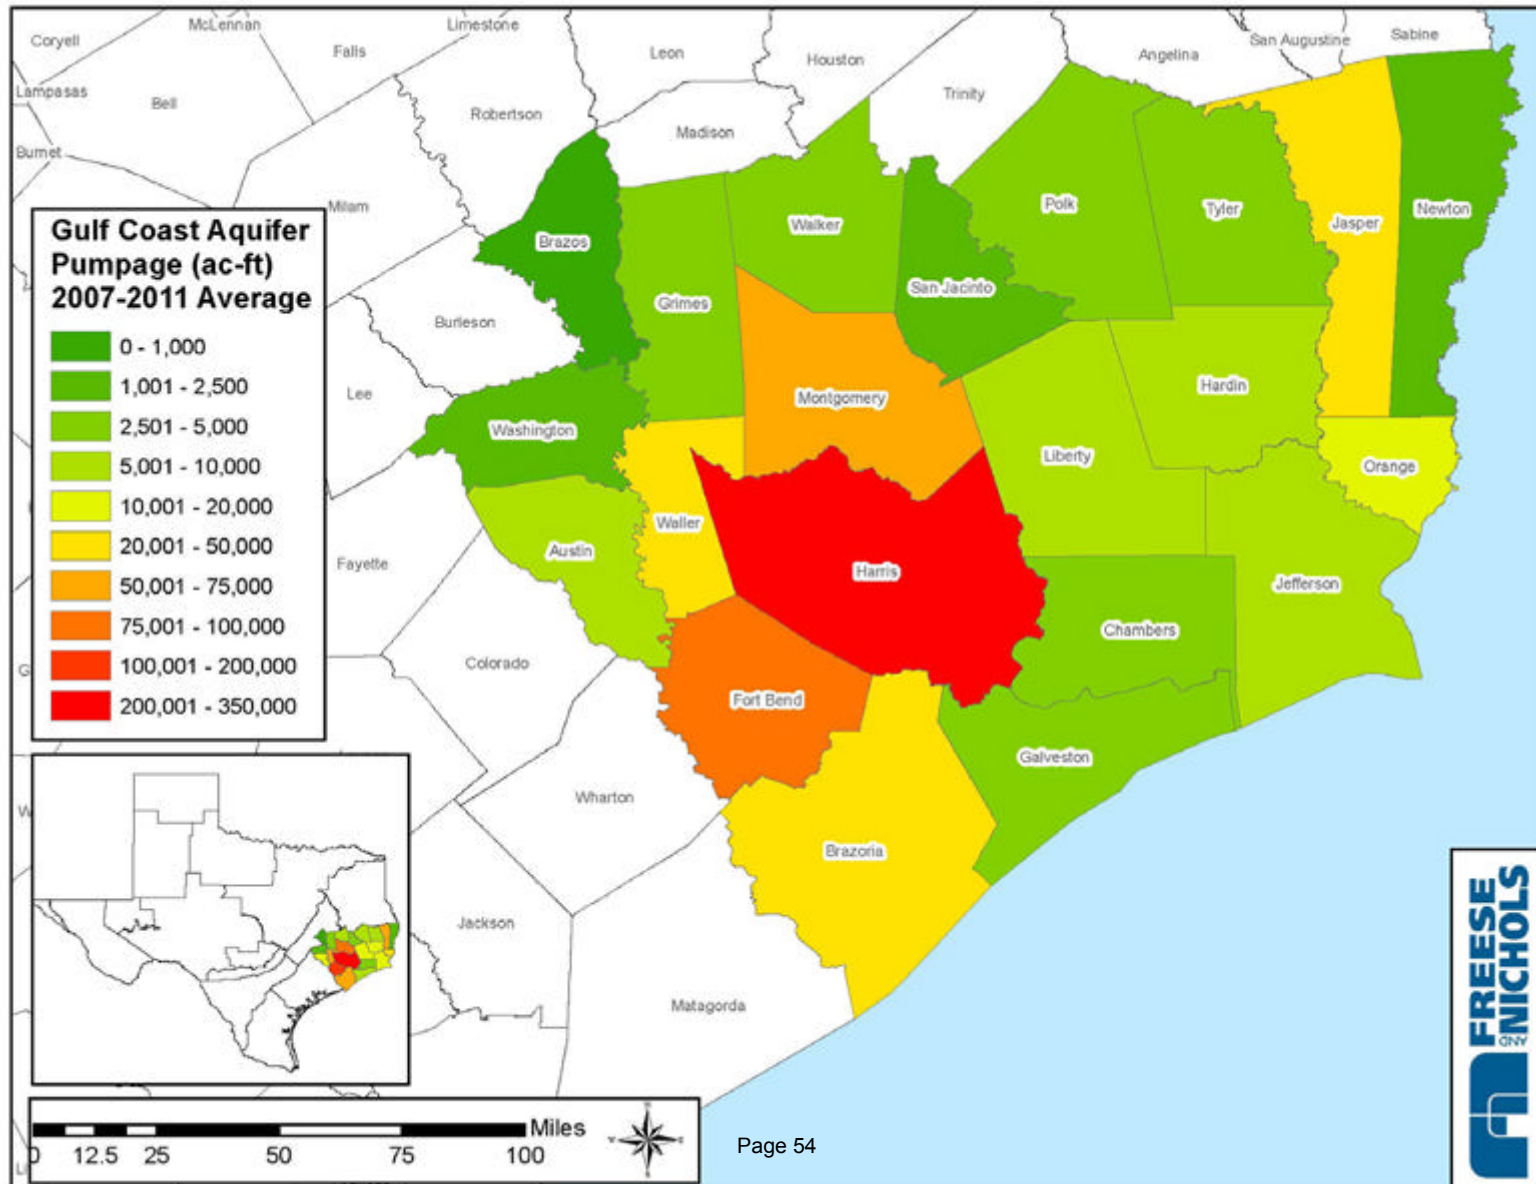 Coryell
McLennan
Limestone
Falls
Leon
Houston
Angelina
San Augustine
Sabine
Lampasas
Bell
Robertson
Trinity
Madison
Burnet
Milam
Brazos
Walker
Polk
Tyler
Jasper
Newton
Gulf Coast Aquifer
Pumpage (ac-ft)
2007-2011 Average
0 - 1,000
1,001 - 2,500
2,501 - 5,000
5,001 - 10,000
10,001 - 20,000
20,001 - 50,000
50,001 - 75,000
75,001 - 100,000
100,001 - 200,000
200,001 - 350,000
Grimes
San Jacinto
Burleson
Lee
Montgomery
Hardin
Washington
Liberty
Orange
Waller
Austin
Fayette
Harris
Jefferson
Chambers
Colorado
Fort Bend
Galveston
Wharton
Brazoria
Jackson
Matagorda
G
W
Li
Miles
0 12.5 25 50 75 100
N
Page 54
FREESE
AND
NICHOLS